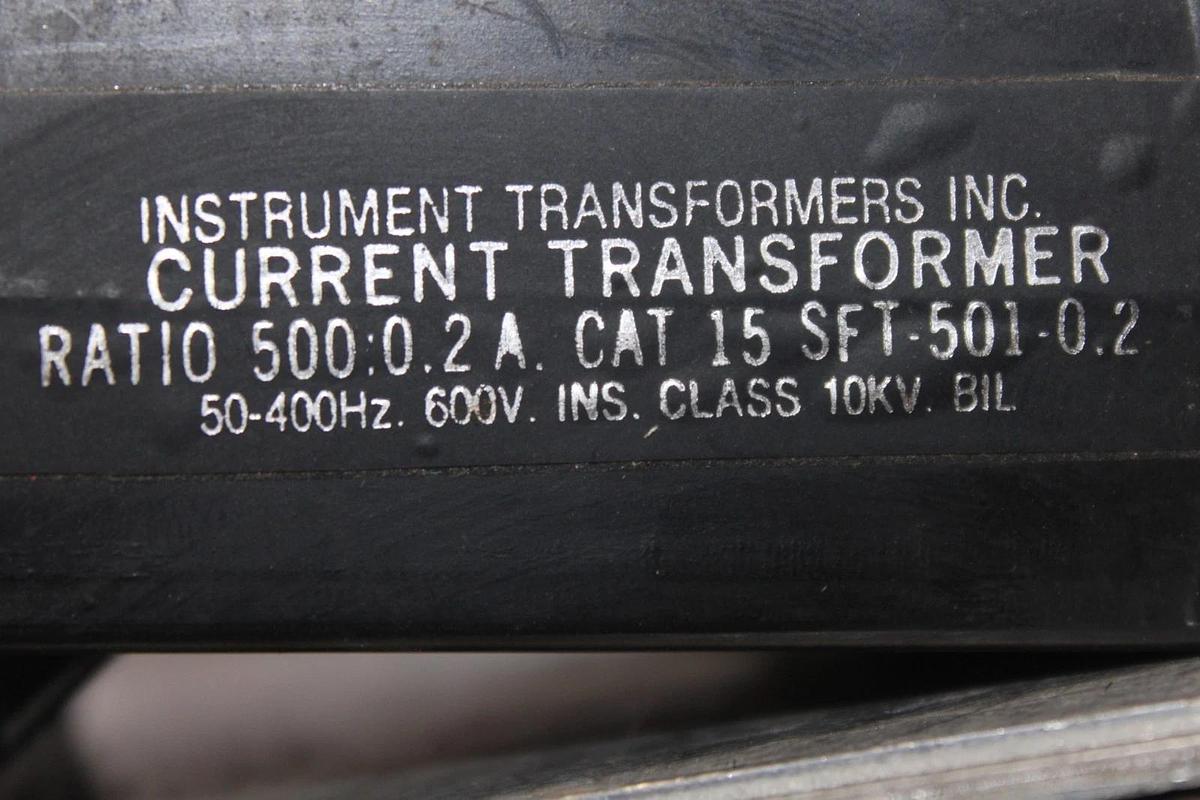 INSTRUMENT TRANSFORMERS INC.
CURRENT TRANSFORMER
RATIO 500:0.2 A. CAT 15 SFT-501-0.2
50-400Hz. 600V. INS. CLASS 10KV. BIL